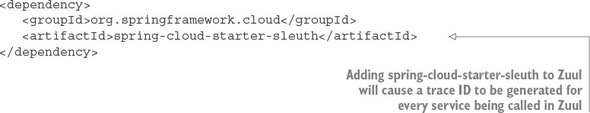 <dependency>
<groupId>org.springframework.cloud</groupId>
<artifactId>spring-cloud-starter-sleuth</artifactId>
</dependency>
Adding spring-cloud-starter-sleuth to Zuul
will cause a trace ID to be generated for
every service being called in Zuul